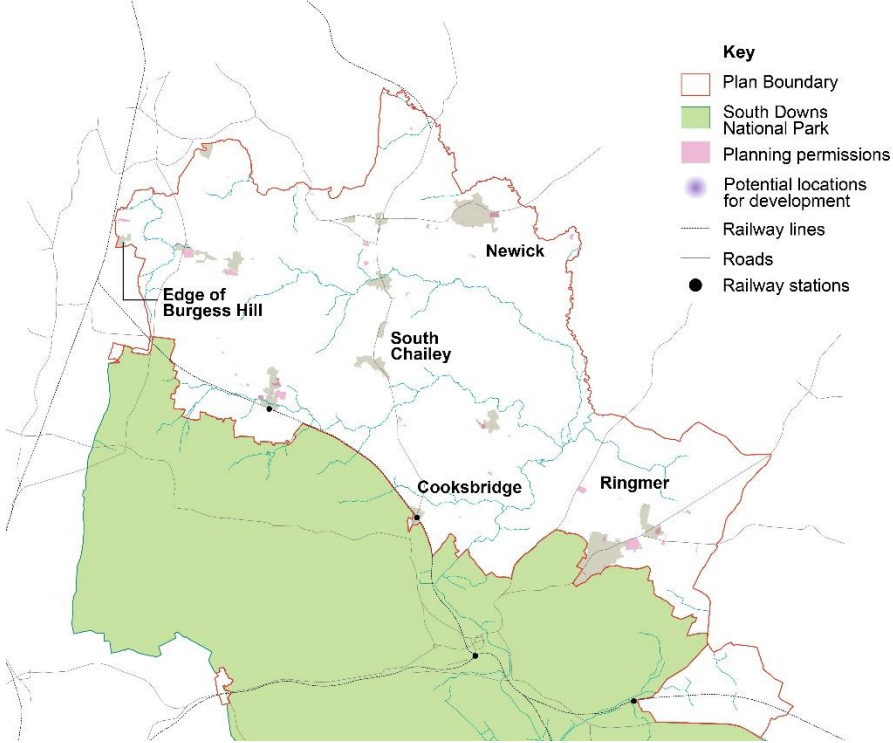 Key
Plan Boundary
South Downs
National Park
Planning permissions
Potential locations
for development
Railway lines
Roads
Railway stations
Newick
Edge of
Burgess Hill
South
Chailey
Cooksbridge
Ringmer